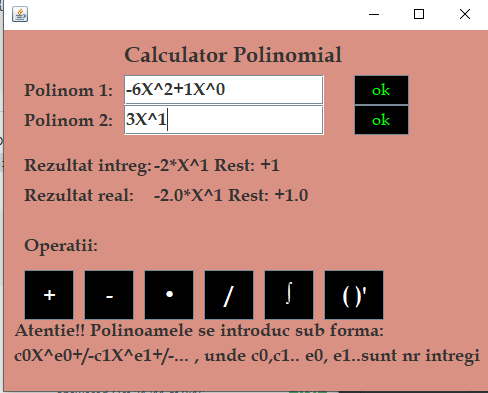 Calculator Polinomial
Polinom 1: -6X^2+1X^0 ok
Polinom 2: 3X^1 ok
Rezultat intreg: -2*X^1 Rest: +1
Rezultat real: -2.0*X^1 Rest: +1.0
Operatii:
+ - • / ∫ ( )'
Atentie!! Polinoamele se introduc sub forma:
c0X^e0+/-c1X^e1+/-... , unde c0,c1.. e0, e1..sunt nr intregi